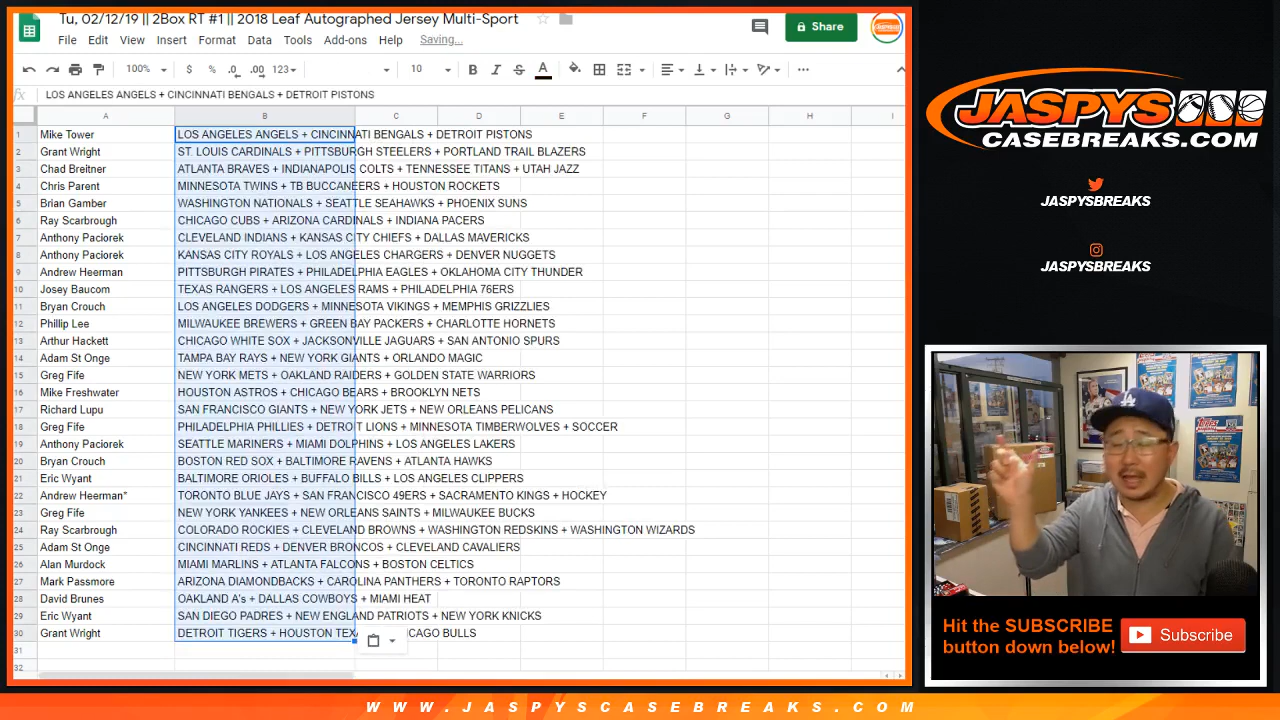 Tu, 02/12/19 || 2Box RT #1 || 2018 Leaf Autographed Jersey Multi-Sport
File Edit View Insert Format Data Tools Add-ons Help Saving...
Share
100% $ % .0 .00 123 10 B I S A
fx LOS ANGELES ANGELS + CINCINNATI BENGALS + DETROIT PISTONS
A B C D E F G H I
1 Mike Tower LOS ANGELES ANGELS + CINCINNATI BENGALS + DETROIT PISTONS
2 Grant Wright ST. LOUIS CARDINALS + PITTSBURGH STEELERS + PORTLAND TRAIL BLAZERS
3 Chad Breitner ATLANTA BRAVES + INDIANAPOLIS COLTS + TENNESSEE TITANS + UTAH JAZZ
4 Chris Parent MINNESOTA TWINS + TB BUCCANEERS + HOUSTON ROCKETS
5 Brian Gamber WASHINGTON NATIONALS + SEATTLE SEAHAWKS + PHOENIX SUNS
6 Ray Scarbrough CHICAGO CUBS + ARIZONA CARDINALS + INDIANA PACERS
7 Anthony Paciorek CLEVELAND INDIANS + KANSAS CITY CHIEFS + DALLAS MAVERICKS
8 Anthony Paciorek KANSAS CITY ROYALS + LOS ANGELES CHARGERS + DENVER NUGGETS
9 Andrew Heerman PITTSBURGH PIRATES + PHILADELPHIA EAGLES + OKLAHOMA CITY THUNDER
10 Josey Baucom TEXAS RANGERS + LOS ANGELES RAMS + PHILADELPHIA 76ERS
11 Bryan Crouch LOS ANGELES DODGERS + MINNESOTA VIKINGS + MEMPHIS GRIZZLIES
12 Phillip Lee MILWAUKEE BREWERS + GREEN BAY PACKERS + CHARLOTTE HORNETS
13 Arthur Hackett CHICAGO WHITE SOX + JACKSONVILLE JAGUARS + SAN ANTONIO SPURS
14 Adam St Onge TAMPA BAY RAYS + NEW YORK GIANTS + ORLANDO MAGIC
15 Greg Fife NEW YORK METS + OAKLAND RAIDERS + GOLDEN STATE WARRIORS
16 Mike Freshwater HOUSTON ASTROS + CHICAGO BEARS + BROOKLYN NETS
17 Richard Lupu SAN FRANCISCO GIANTS + NEW YORK JETS + NEW ORLEANS PELICANS
18 Greg Fife PHILADELPHIA PHILLIES + DETROIT LIONS + MINNESOTA TIMBERWOLVES + SOCCER
19 Anthony Paciorek SEATTLE MARINERS + MIAMI DOLPHINS + LOS ANGELES LAKERS
20 Bryan Crouch BOSTON RED SOX + BALTIMORE RAVENS + ATLANTA HAWKS
21 Eric Wyant BALTIMORE ORIOLES + BUFFALO BILLS + LOS ANGELES CLIPPERS
22 Andrew Heerman* TORONTO BLUE JAYS + SAN FRANCISCO 49ERS + SACRAMENTO KINGS + HOCKEY
23 Greg Fife NEW YORK YANKEES + NEW ORLEANS SAINTS + MILWAUKEE BUCKS
24 Ray Scarbrough COLORADO ROCKIES + CLEVELAND BROWNS + WASHINGTON REDSKINS + WASHINGTON WIZARDS
25 Adam St Onge CINCINNATI REDS + DENVER BRONCOS + CLEVELAND CAVALIERS
26 Alan Murdock MIAMI MARLINS + ATLANTA FALCONS + BOSTON CELTICS
27 Mark Passmore ARIZONA DIAMONDBACKS + CAROLINA PANTHERS + TORONTO RAPTORS
28 David Brunes OAKLAND A's + DALLAS COWBOYS + MIAMI HEAT
29 Eric Wyant SAN DIEGO PADRES + NEW ENGLAND PATRIOTS + NEW YORK KNICKS
30 Grant Wright DETROIT TIGERS + HOUSTON TEX CAGO BULLS
31
32
JASPYS
CASEBREAKS.COM
JASPYSBREAKS
JASPYSBREAKS
Hit the SUBSCRIBE
button down below!
Subscribe
WWW.JASPYSCASEBREAKS.COM